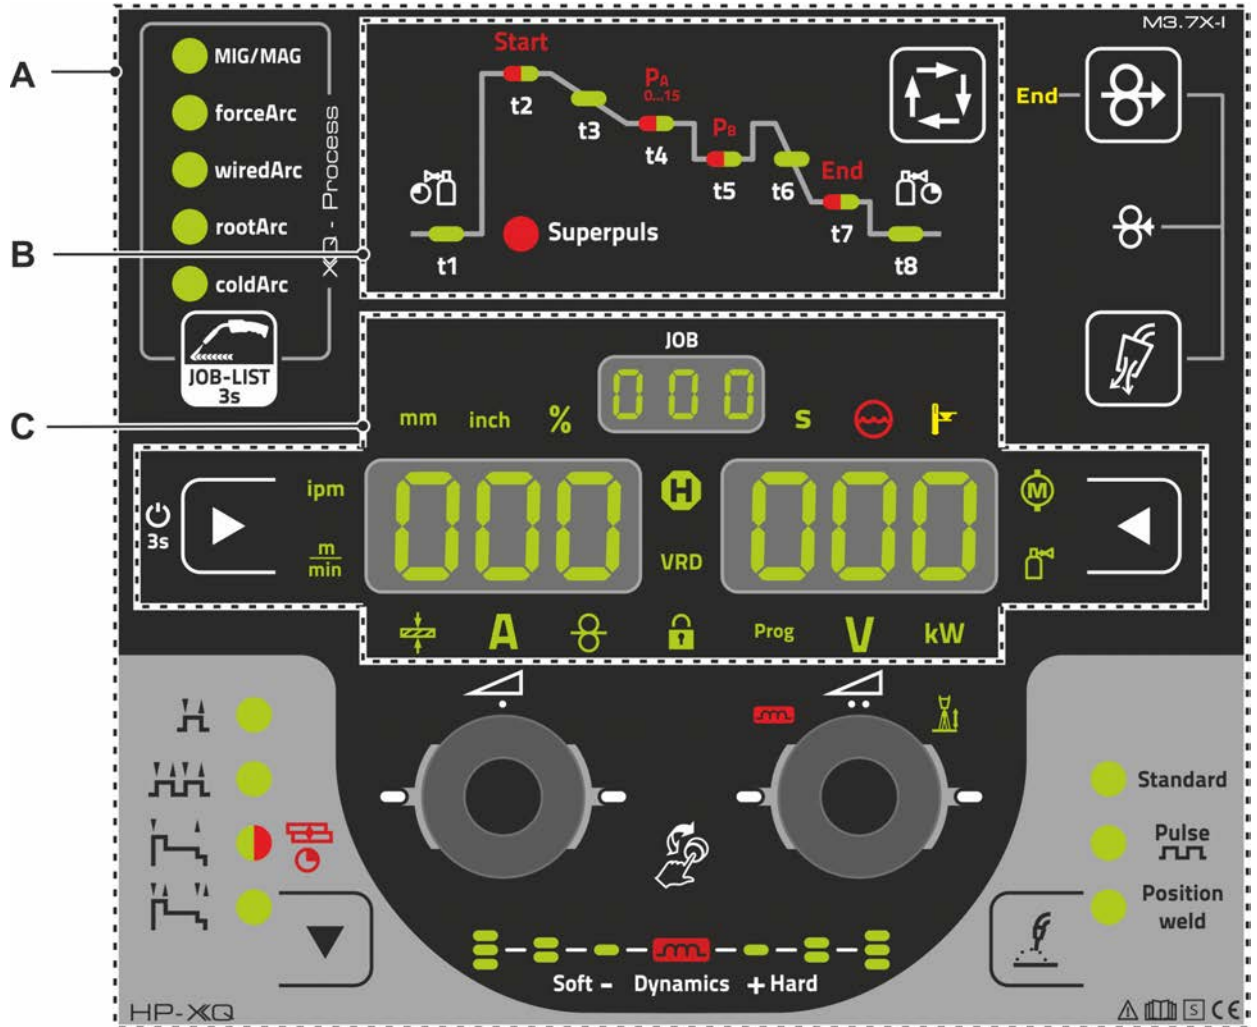 M3.7X-I
A
MIG/MAG
forceArc
wiredArc
rootArc
coldArc
XQ - Process
JOB-LIST
3s
B
Start
t2
t3
PA
0...15
t4
PB
t5
t6
End
t7
t1
Superpuls
t8
End
C
JOB
000
mm inch % s
ipm
m
min
3s
000
H
VRD
000
M
A
Prog V kW
Standard
Pulse
Position
weld
Soft - Dynamics + Hard
HP-XQ
S CE